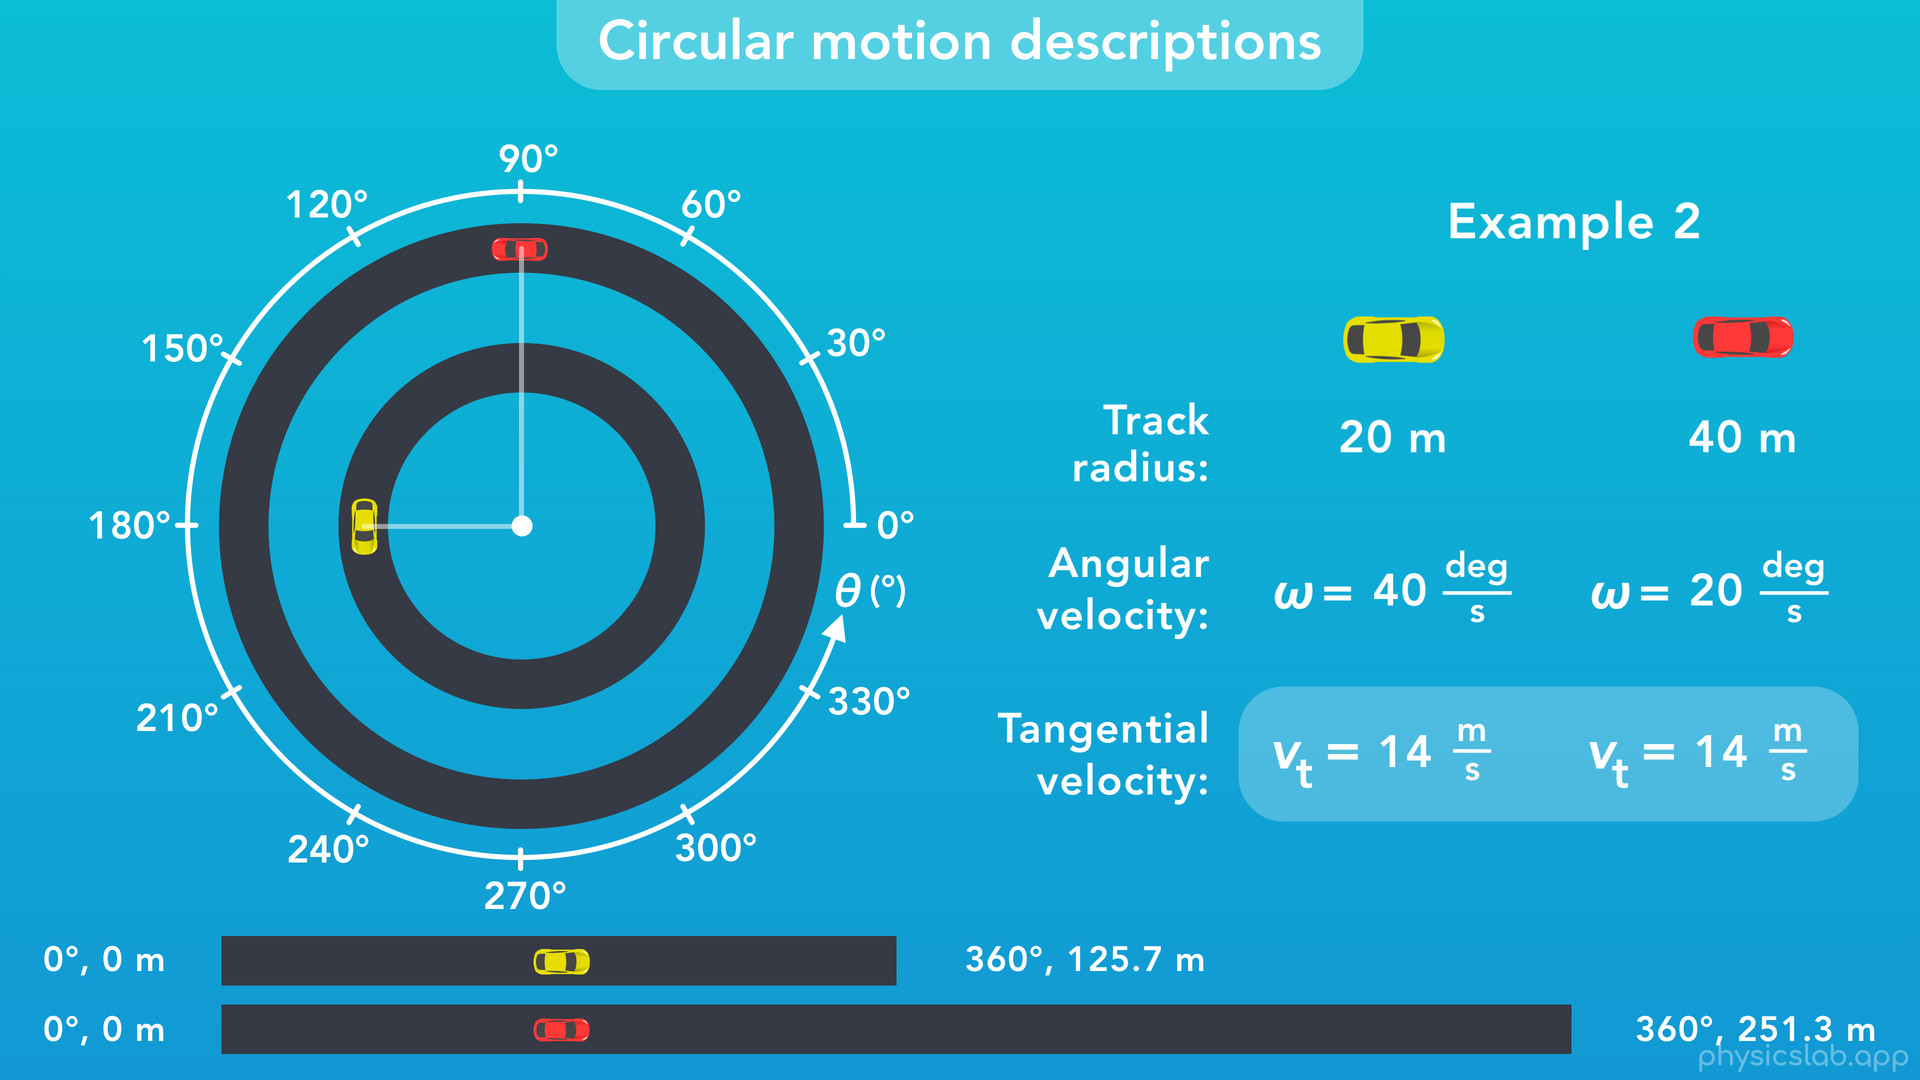 Circular motion descriptions
90°
120°
60°
150°
30°
180°
0°
θ (°)
210°
330°
240°
300°
270°
Example 2
Track
radius:
20 m
40 m
Angular
velocity:
ω = 40 deg/s
ω = 20 deg/s
Tangential
velocity:
vt = 14 m/s
vt = 14 m/s
0°, 0 m
360°, 125.7 m
0°, 0 m
360°, 251.3 m
physicslab.app